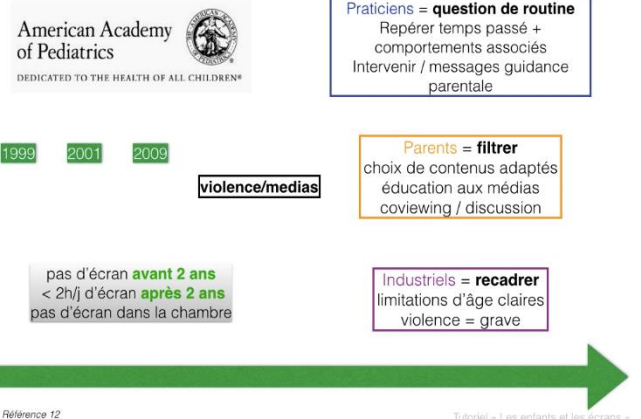 American Academy
of Pediatrics
DEDICATED TO THE HEALTH OF ALL CHILDREN®
Praticiens = question de routine
Repérer temps passé +
comportements associés
Intervenir / messages guidance
parentale
1999 2001 2009
violence/medias
Parents = filtrer
choix de contenus adaptés
éducation aux médias
coviewing / discussion
pas d'écran avant 2 ans
< 2h/j d'écran après 2 ans
pas d'écran dans la chambre
Industriels = recadrer
limitations d'âge claires
violence = grave
Référence 12
Tutoriel « Les enfants et les écrans »